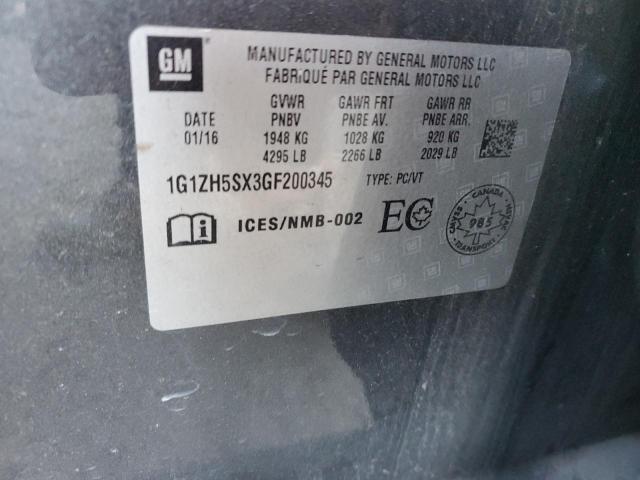 GM
MANUFACTURED BY GENERAL MOTORS LLC
FABRIQUÉ PAR GENERAL MOTORS LLC
GVWR GAWR FRT GAWR RR
DATE PNBV PNBE AV. PNBE ARR.
01/16 1948 KG 1028 KG 920 KG
4295 LB 2266 LB 2029 LB
1G1ZH5SX3GF200345 TYPE: PC/VT
ICES/NMB-002 EC
CANADA
985
TRANSPORT